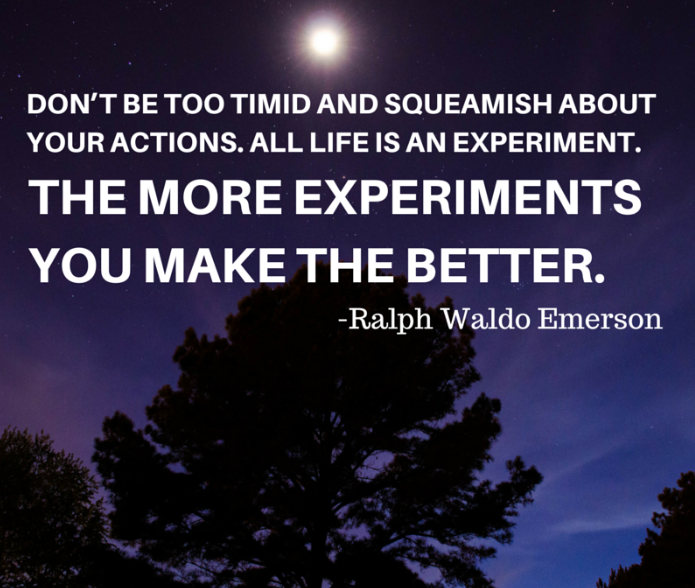 DON'T BE TOO TIMID AND SQUEAMISH ABOUT
YOUR ACTIONS. ALL LIFE IS AN EXPERIMENT.
THE MORE EXPERIMENTS
YOU MAKE THE BETTER.
-Ralph Waldo Emerson